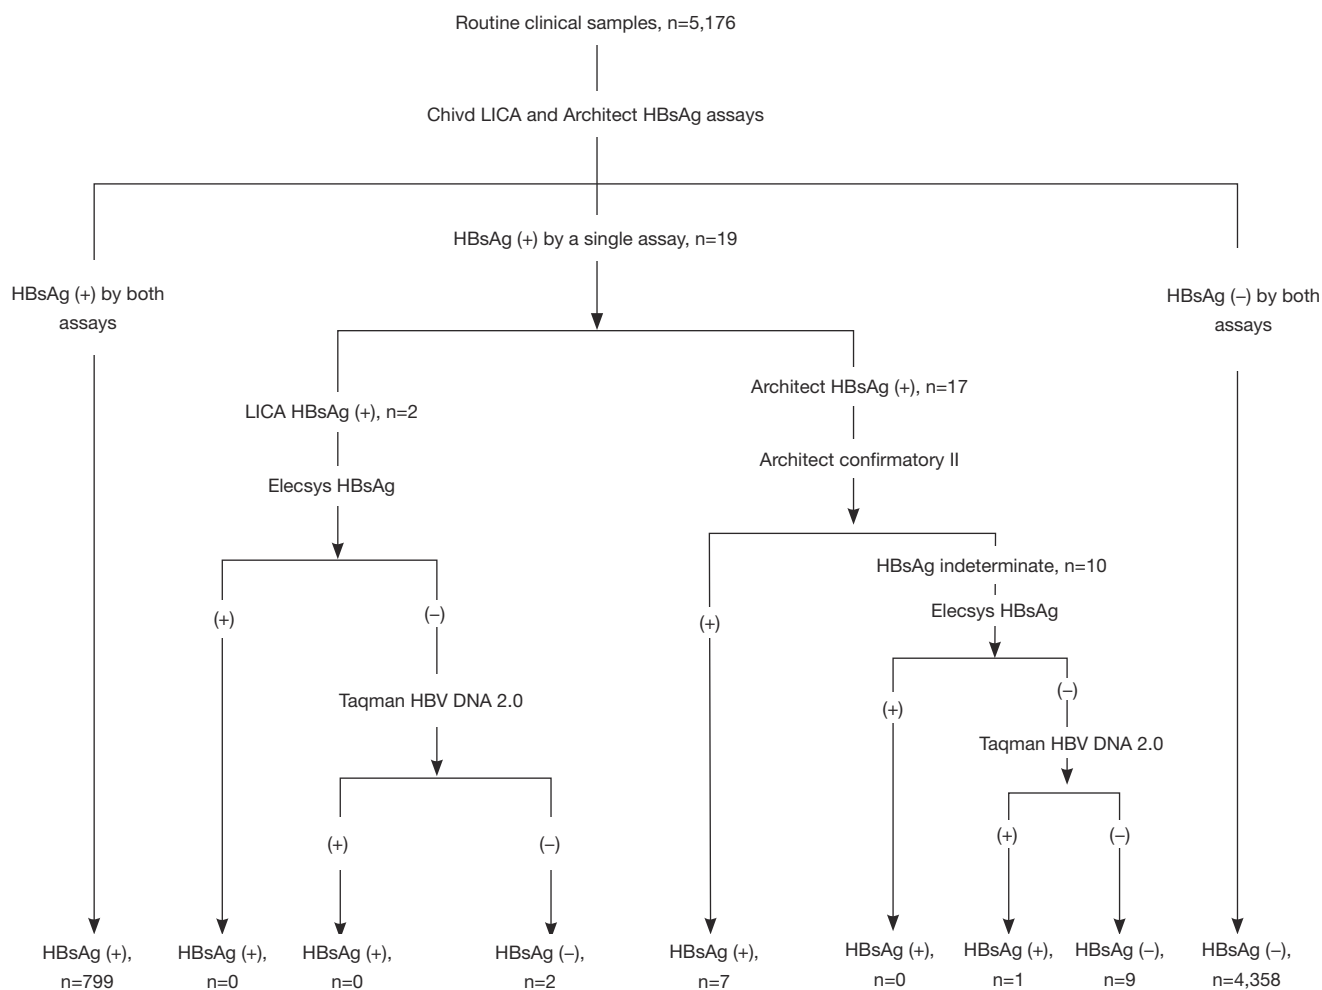 Routine clinical samples, n=5,176
Chivd LICA and Architect HBsAg assays
HBsAg (+) by a single assay, n=19
HBsAg (+) by both
assays
HBsAg (–) by both
assays
LICA HBsAg (+), n=2
Architect HBsAg (+), n=17
Elecsys HBsAg
Architect confirmatory II
(+)
(–)
Taqman HBV DNA 2.0
(+)
(–)
(+)
HBsAg indeterminate, n=10
Elecsys HBsAg
(+)
(–)
Taqman HBV DNA 2.0
(+)
(–)
HBsAg (+),
n=799
HBsAg (+),
n=0
HBsAg (+),
n=0
HBsAg (–),
n=2
HBsAg (+),
n=7
HBsAg (+),
n=0
HBsAg (+),
n=1
HBsAg (–),
n=9
HBsAg (–),
n=4,358